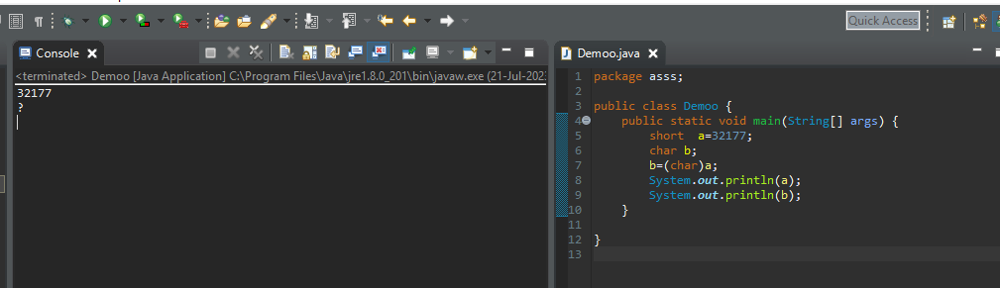 Quick Access
Console
<terminated> Demoo [Java Application] C:\Program Files\Java\jre1.8.0_201\bin\javaw.exe (21-Jul-202
32177
?
Demoo.java
1 package asss;
2
3 public class Demoo {
4 public static void main(String[] args) {
5 short  a=32177;
6 char b;
7 b=(char)a;
8 System.out.println(a);
9 System.out.println(b);
10 }
11
12 }
13